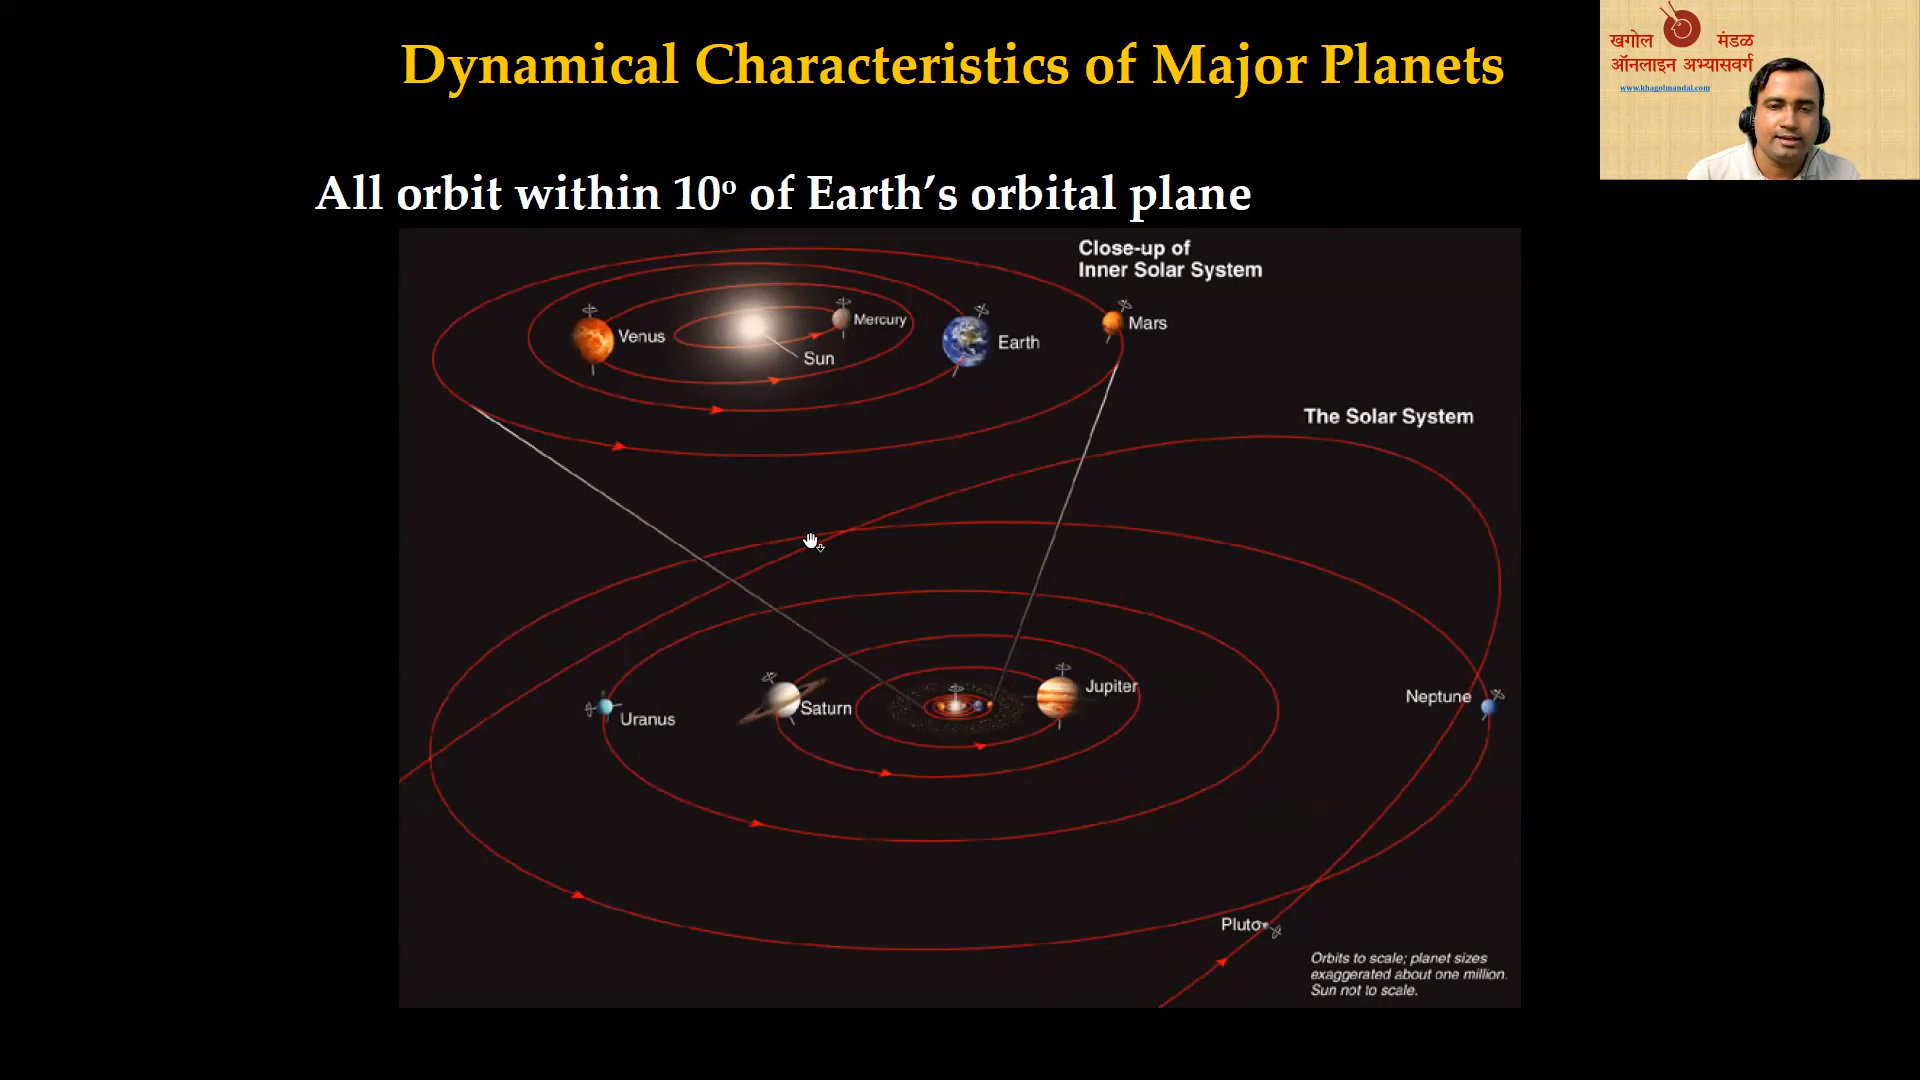 Dynamical Characteristics of Major Planets
खगोल मंडळ
ऑनलाइन अभ्यासवर्ग
www.khagolmandal.com
All orbit within 10º of Earth’s orbital plane
Close-up of
Inner Solar System
Venus
Mercury
Sun
Earth
Mars
The Solar System
Uranus
Saturn
Jupiter
Neptune
Pluto
Orbits to scale; planet sizes
exaggerated about one million.
Sun not to scale.